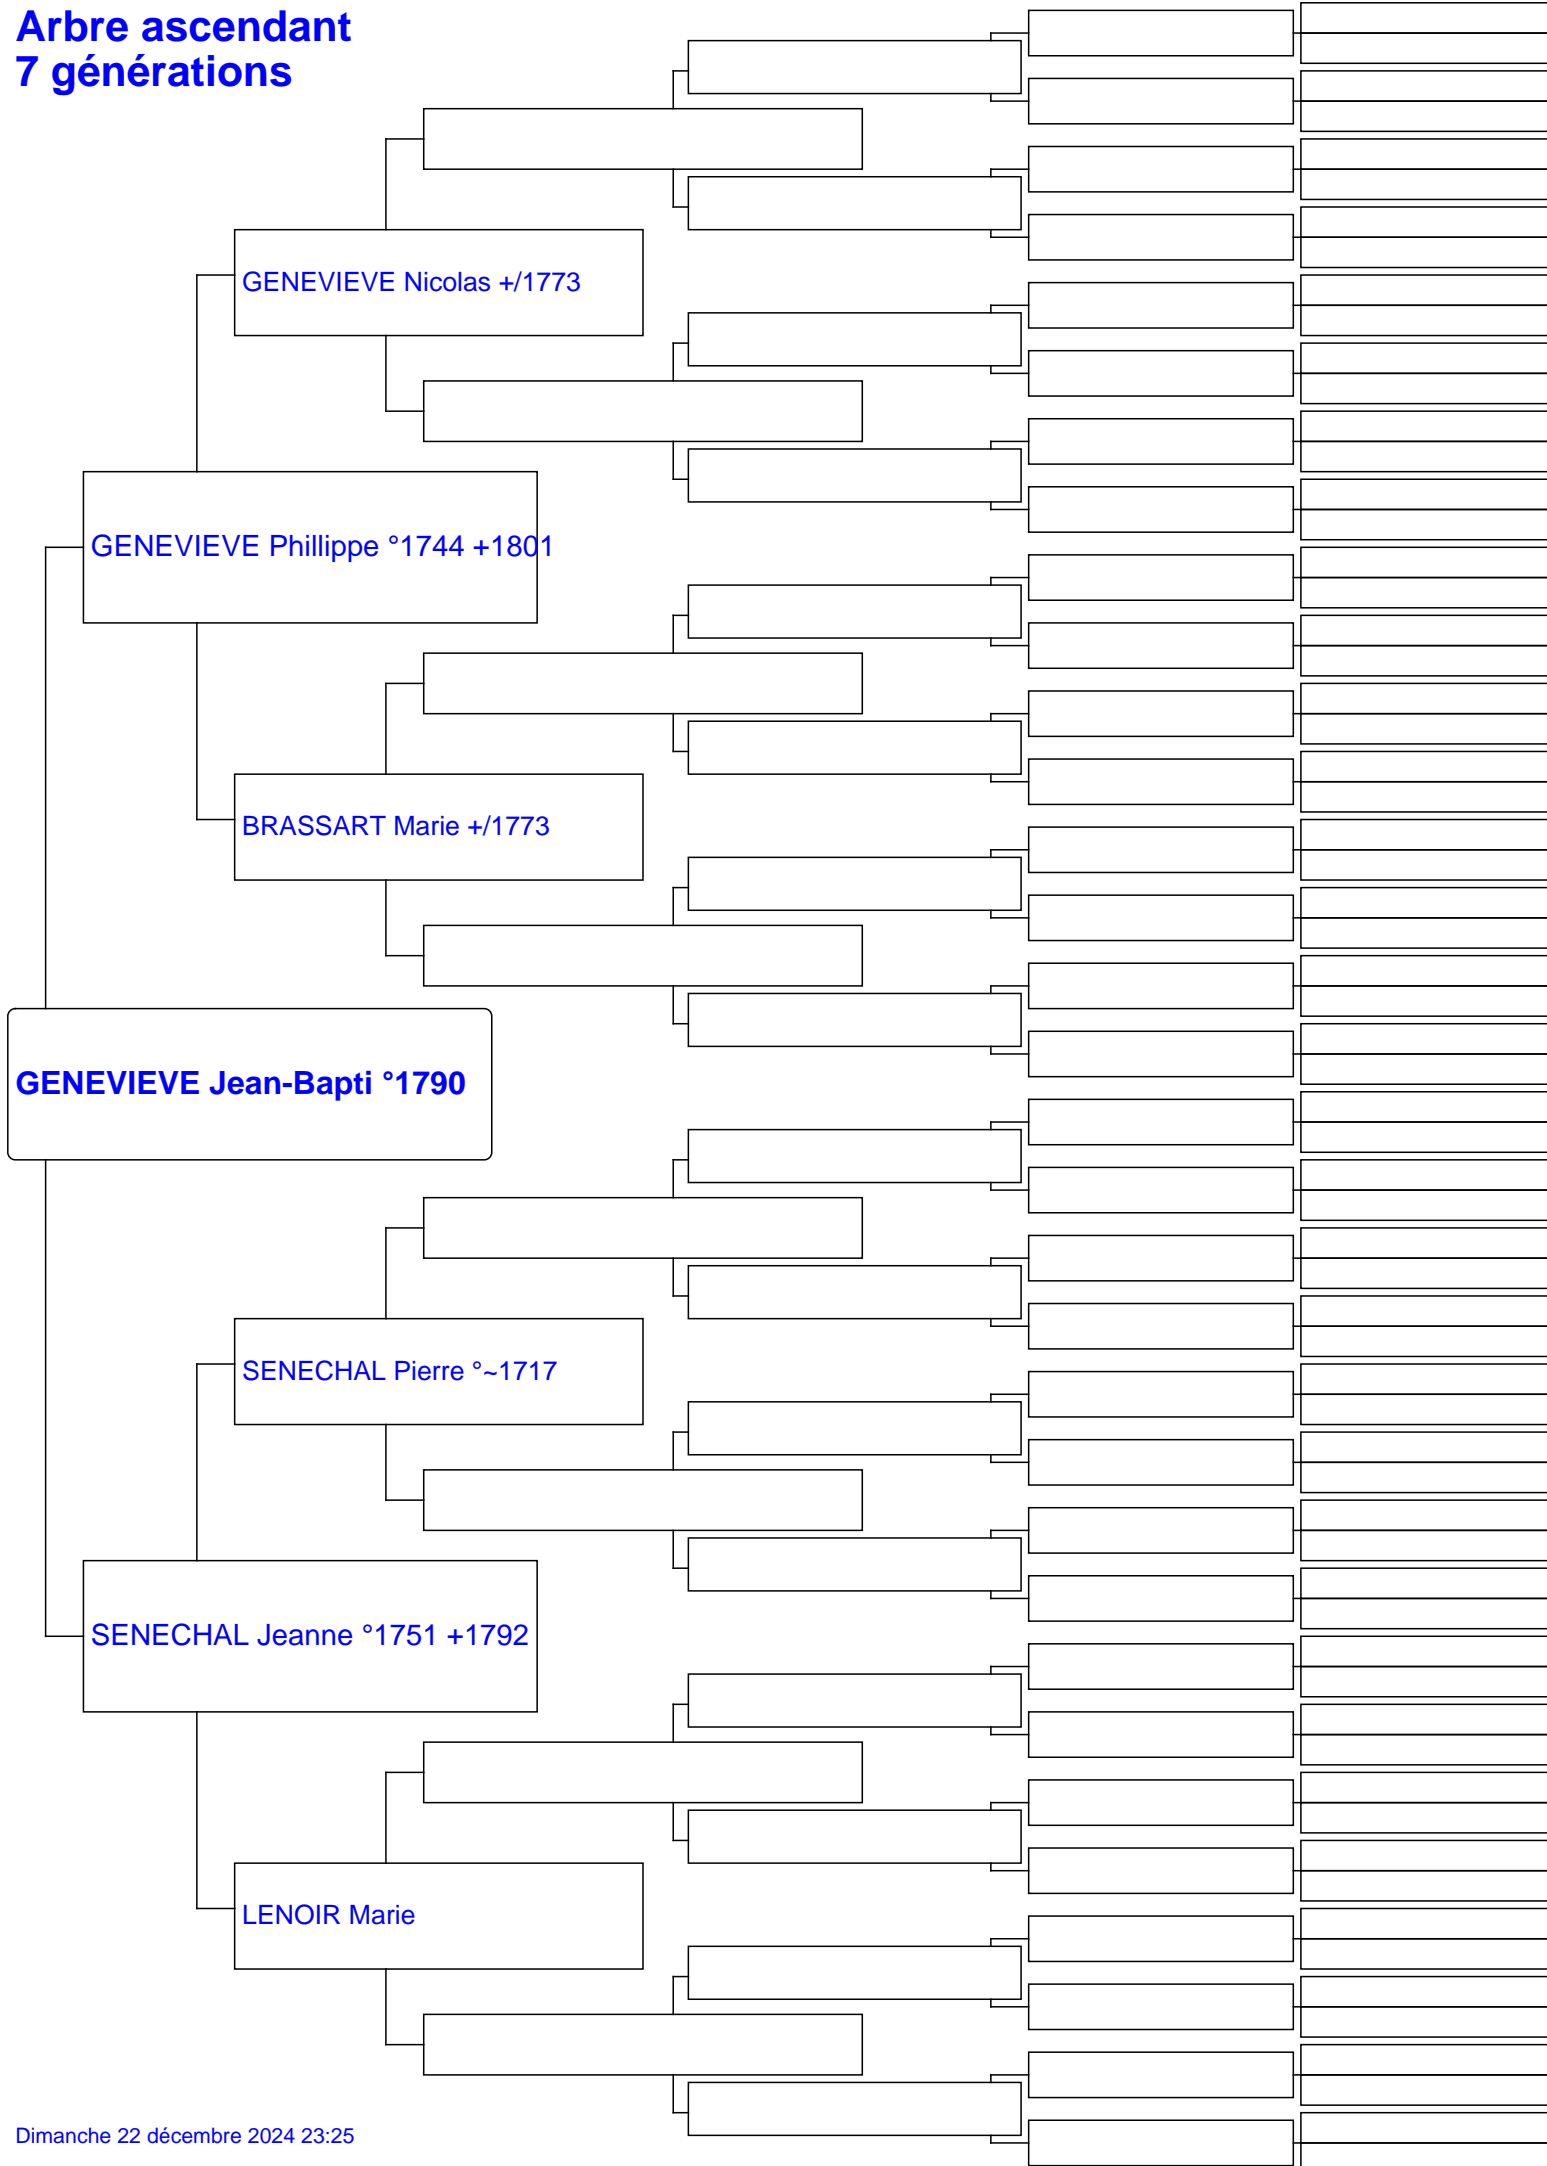 Arbre ascendant
7 générations
GENEVIEVE Nicolas +/1773
GENEVIEVE Phillippe °1744 +1801
BRASSART Marie +/1773
GENEVIEVE Jean-Bapti °1790
SENECHAL Pierre °~1717
SENECHAL Jeanne °1751 +1792
LENOIR Marie
Dimanche 22 décembre 2024 23:25